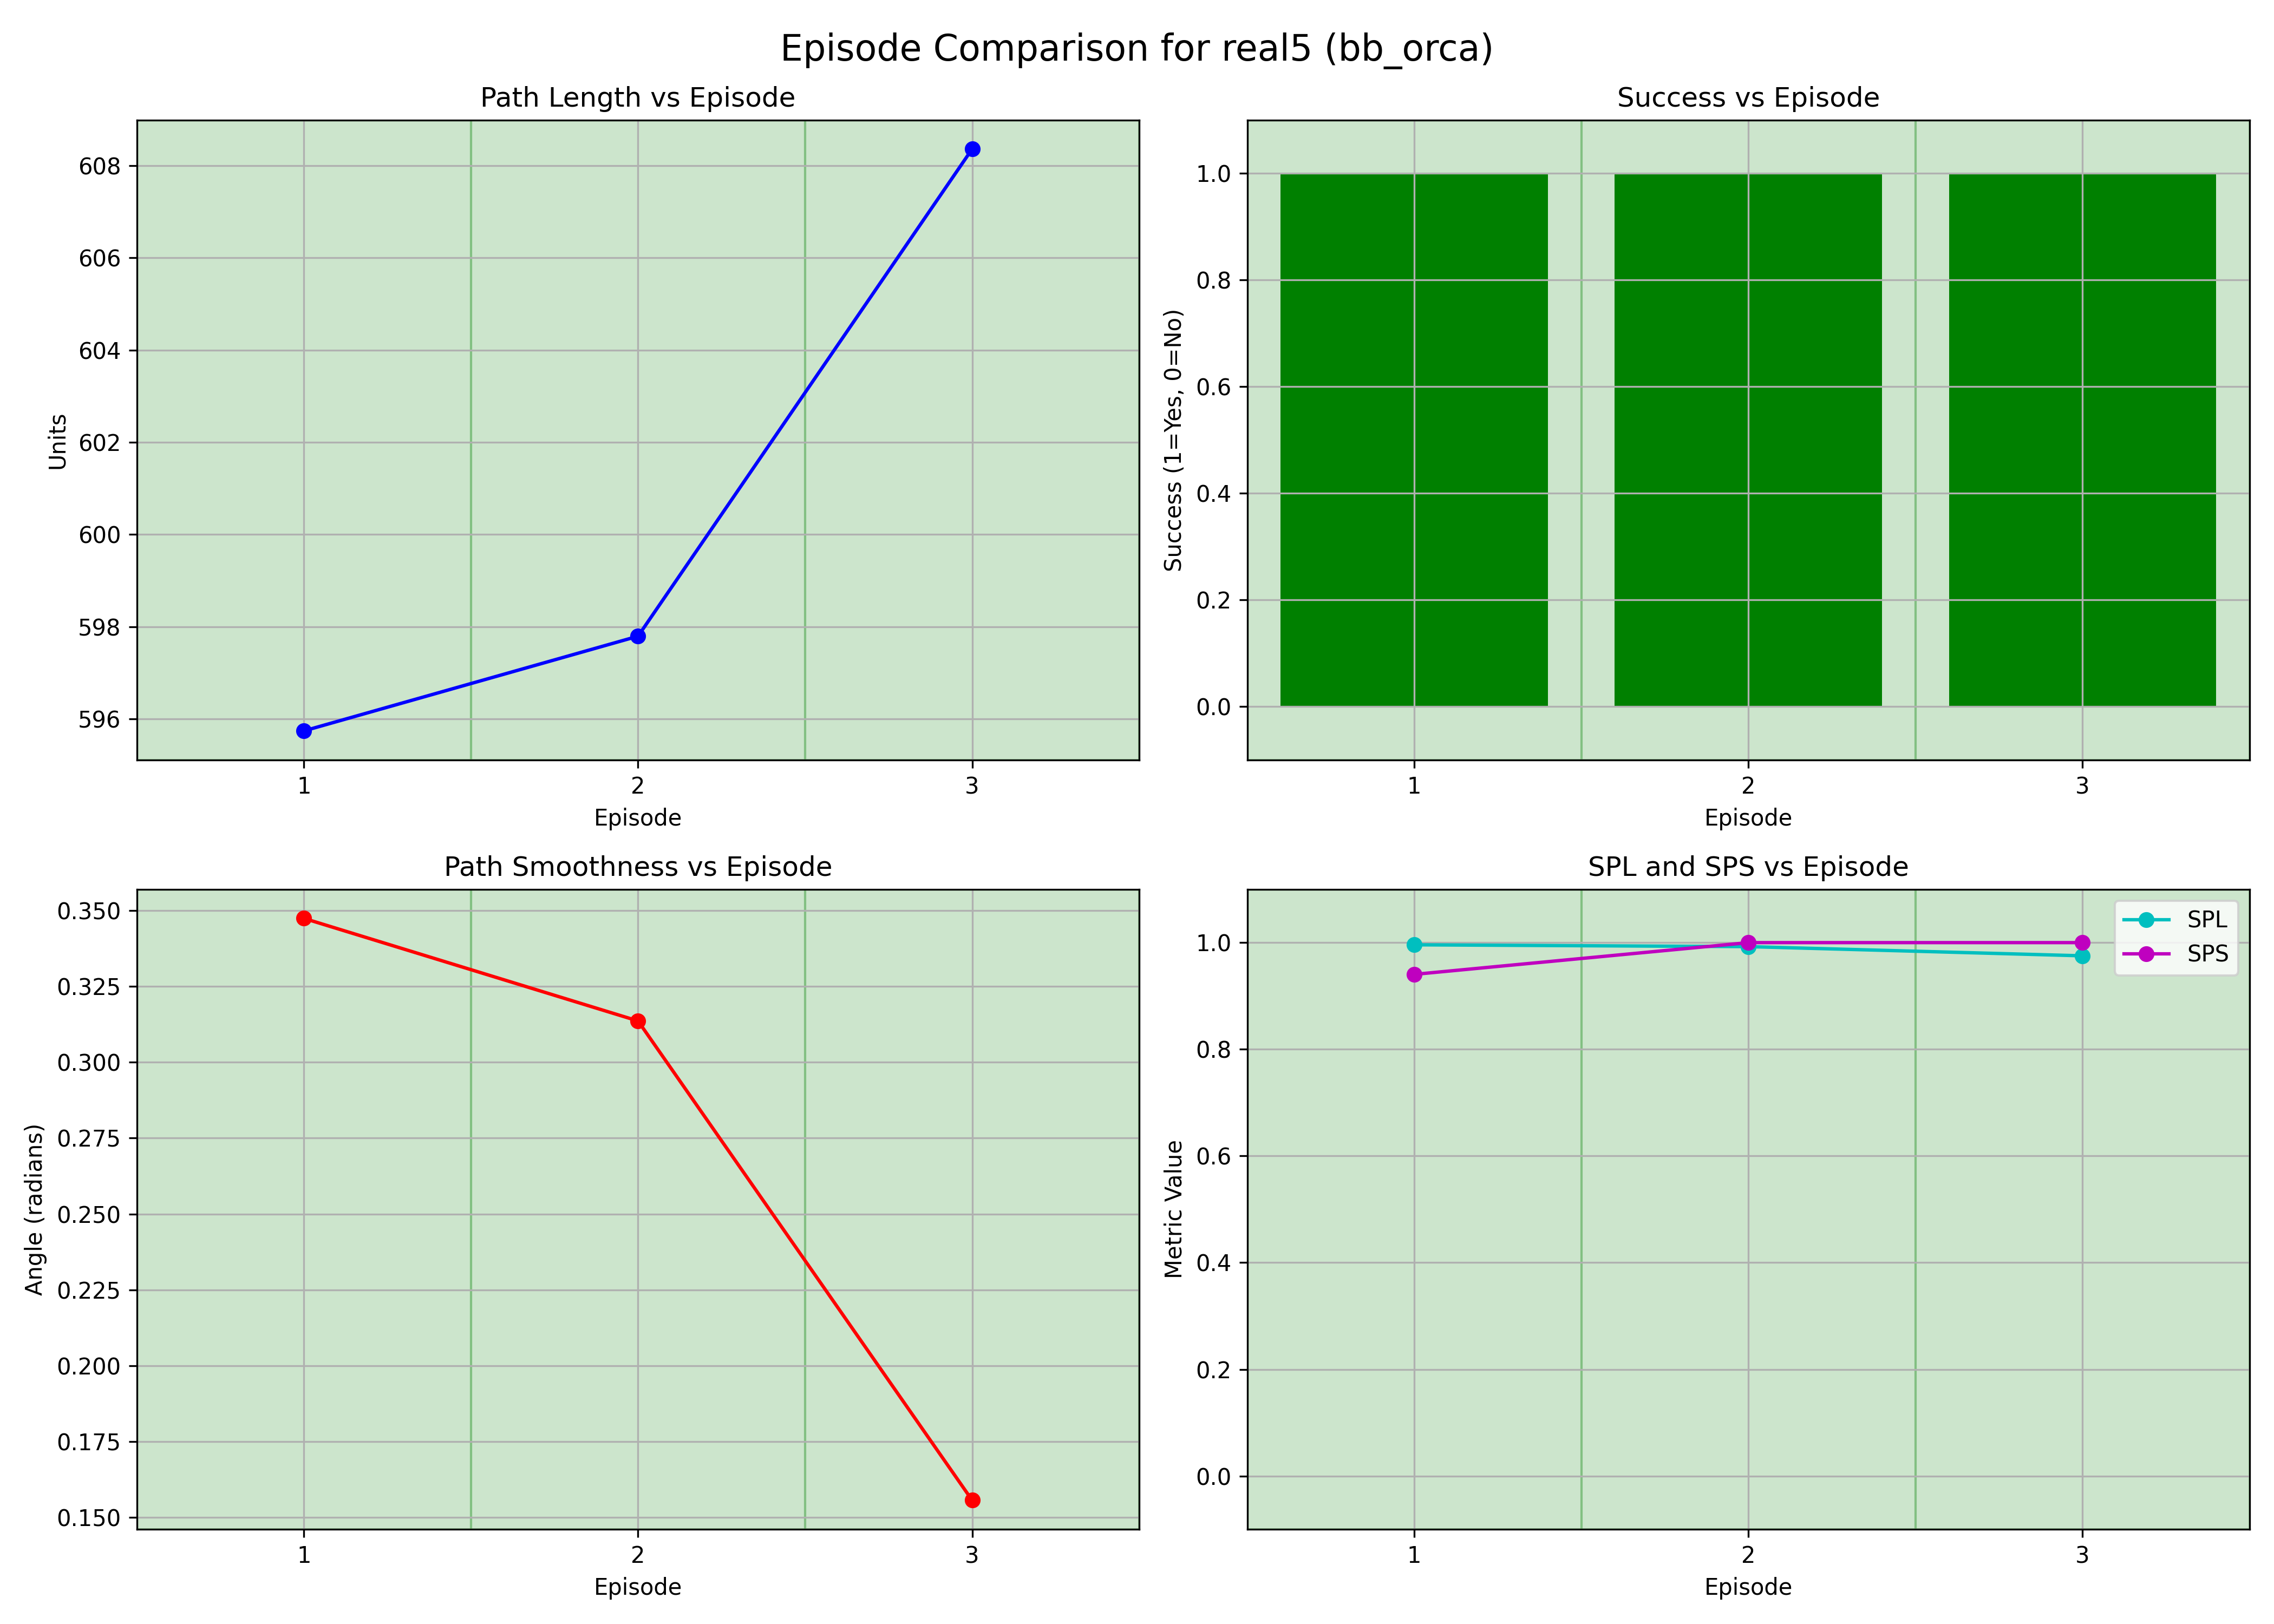 Episode Comparison for real5 (bb_orca)
Path Length vs Episode
Units
608
606
604
602
600
598
596
1 2 3
Episode
Success vs Episode
Success (1=Yes, 0=No)
1.0
0.8
0.6
0.4
0.2
0.0
1 2 3
Episode
Path Smoothness vs Episode
Angle (radians)
0.350
0.325
0.300
0.275
0.250
0.225
0.200
0.175
0.150
1 2 3
Episode
SPL and SPS vs Episode
Metric Value
1.0
0.8
0.6
0.4
0.2
0.0
SPL
SPS
1 2 3
Episode